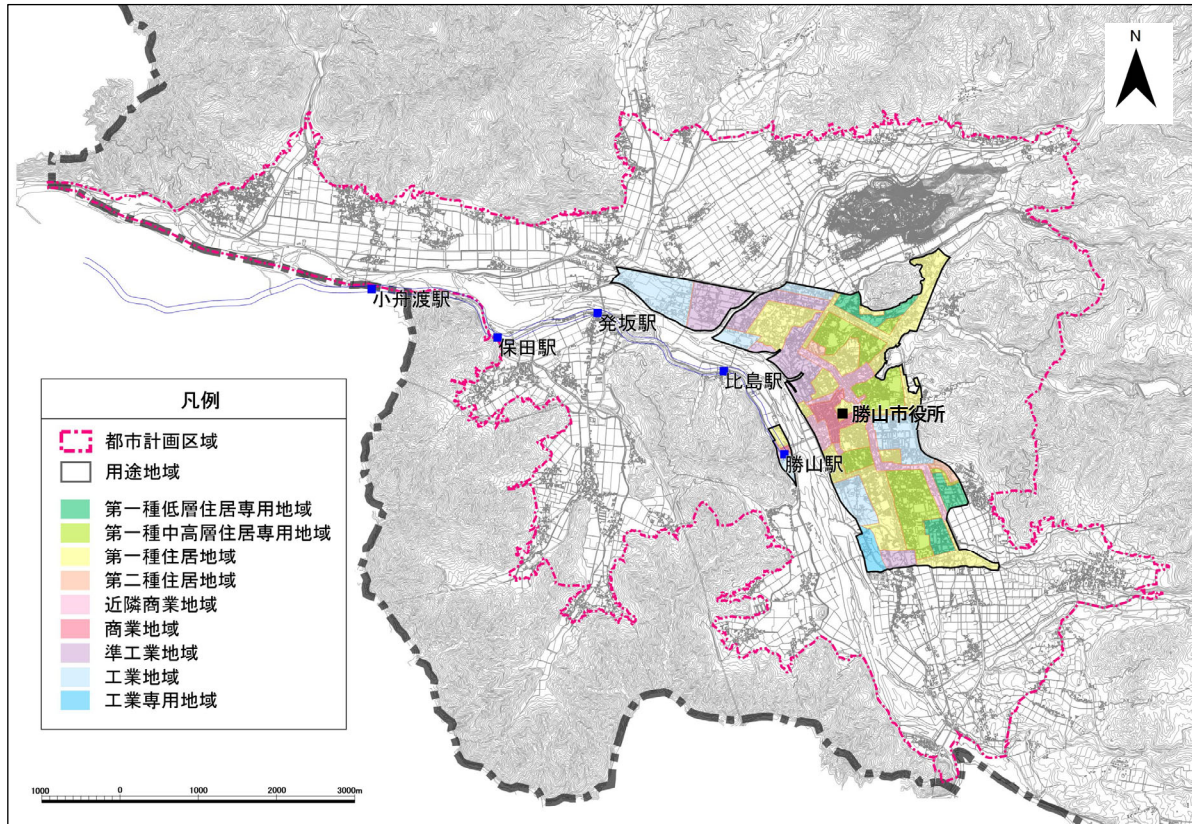 N
小舟渡駅
発坂駅
保田駅
比島駅
勝山市役所
勝山駅
凡例
都市計画区域
用途地域
第一種低層住居専用地域
第一種中高層住居専用地域
第一種住居地域
第二種住居地域
近隣商業地域
商業地域
準工業地域
工業地域
工業専用地域
1000 0 1000 2000 3000m